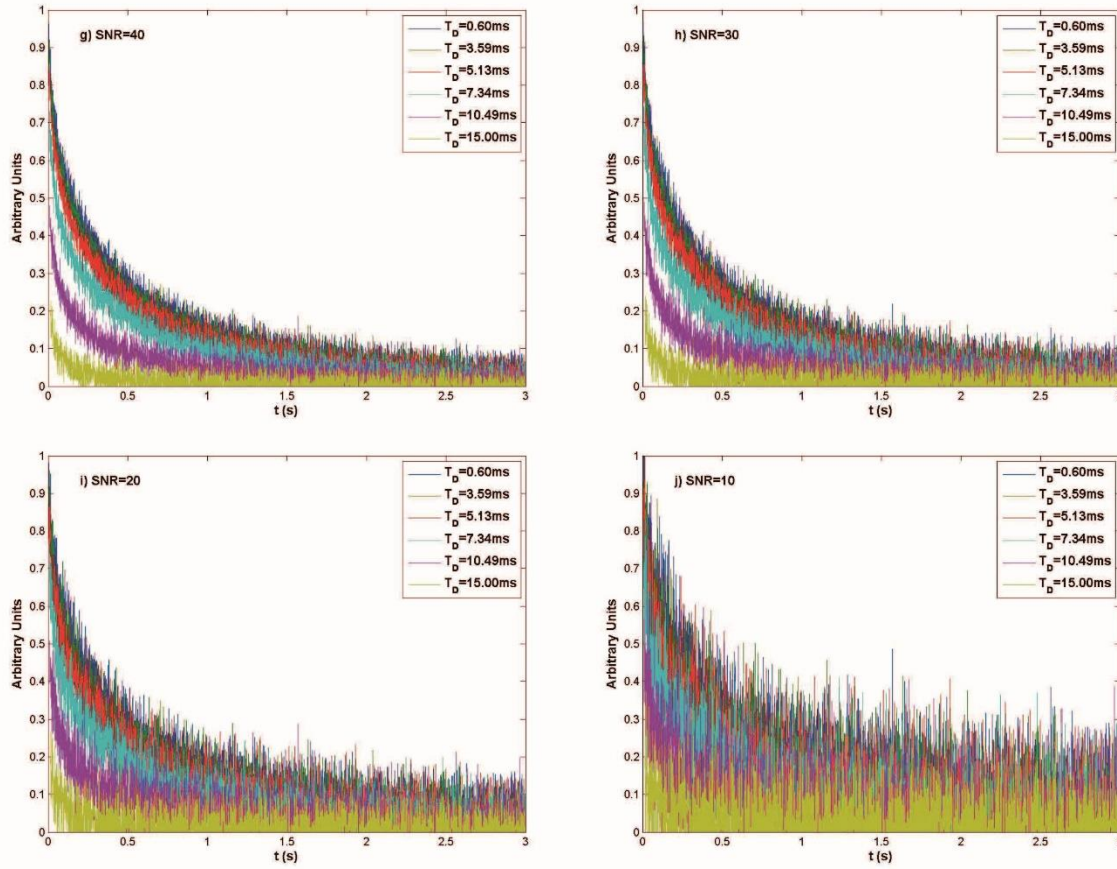 g) SNR=40
T_D=0.60ms
T_D=3.59ms
T_D=5.13ms
T_D=7.34ms
T_D=10.49ms
T_D=15.00ms
Arbitrary Units
1
0.9
0.8
0.7
0.6
0.5
0.4
0.3
0.2
0.1
0
0 0.5 1 1.5 2 2.5 3
t (s)
h) SNR=30
T_D=0.60ms
T_D=3.59ms
T_D=5.13ms
T_D=7.34ms
T_D=10.49ms
T_D=15.00ms
Arbitrary Units
1
0.9
0.8
0.7
0.6
0.5
0.4
0.3
0.2
0.1
0
0 0.5 1 1.5 2 2.5 3
t (s)
i) SNR=20
T_D=0.60ms
T_D=3.59ms
T_D=5.13ms
T_D=7.34ms
T_D=10.49ms
T_D=15.00ms
Arbitrary Units
1
0.9
0.8
0.7
0.6
0.5
0.4
0.3
0.2
0.1
0
0 0.5 1 1.5 2 2.5 3
t (s)
j) SNR=10
T_D=0.60ms
T_D=3.59ms
T_D=5.13ms
T_D=7.34ms
T_D=10.49ms
T_D=15.00ms
Arbitrary Units
1
0.9
0.8
0.7
0.6
0.5
0.4
0.3
0.2
0.1
0
0 0.5 1 1.5 2 2.5 3
t (s)